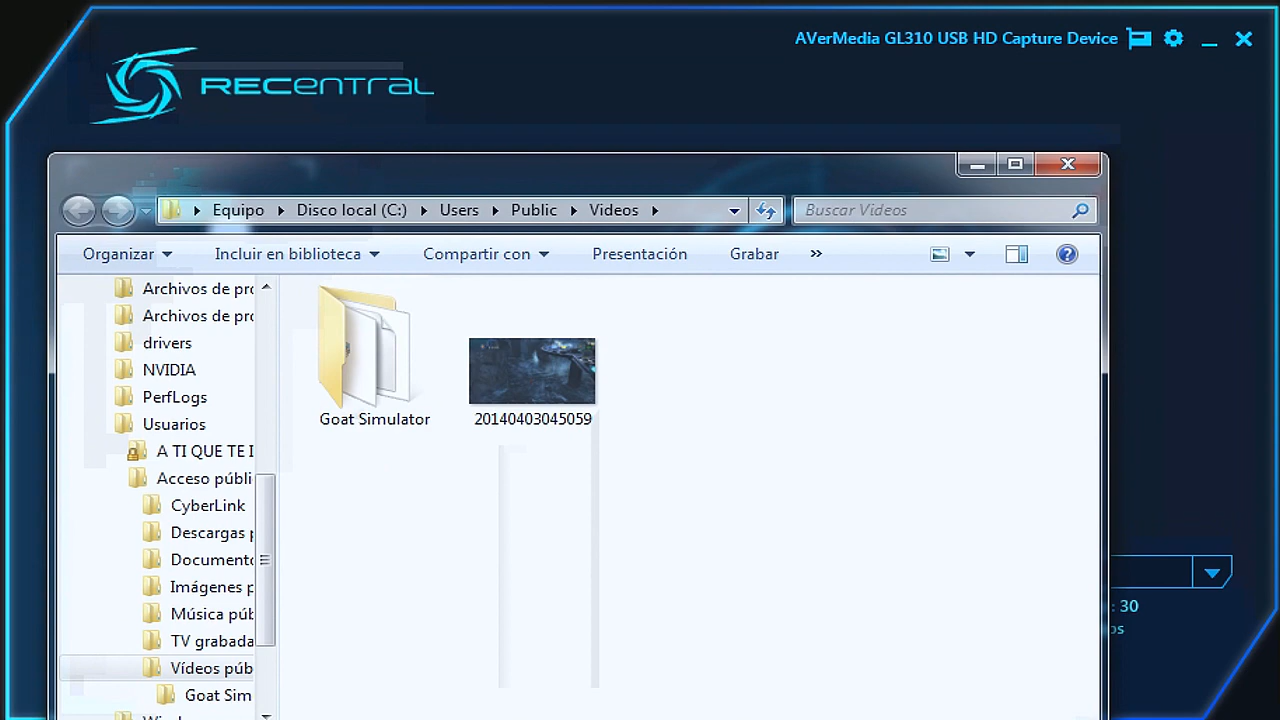 AVerMedia GL310 USB HD Capture Device
RECENTRAL
Equipo Disco local (C:) Users Public Videos
Buscar Videos
Organizar Incluir en biblioteca Compartir con Presentación Grabar »
Archivos de pro
Archivos de pro
drivers
NVIDIA
PerfLogs
Usuarios
A TI QUE TE I
Acceso públi
CyberLink
Descargas p
Documento
Imágenes p
Música púb
TV grabada
Vídeos púb
Goat Sim
Goat Simulator
20140403045059
: 30